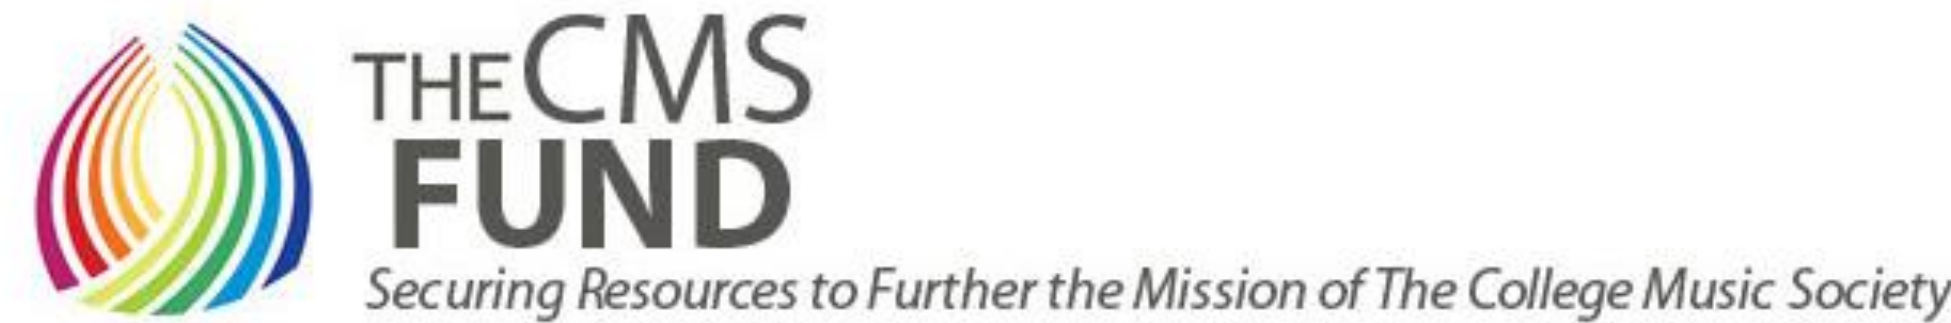 THE CMS
FUND
Securing Resources to Further the Mission of The College Music Society